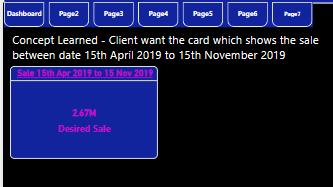 Dashboard Page2 Page3 Page4 Page5 Page6 Page7
Concept Learned - Client want the card which shows the sale
between date 15th April 2019 to 15th November 2019
Sale 15th Apr 2019 to 15 Nov 2019
2.67M
Desired Sale